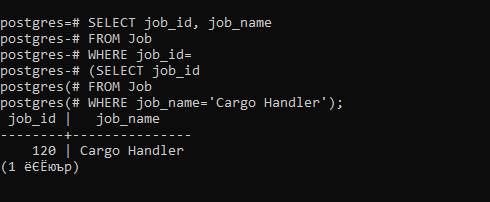 postgres=# SELECT job_id, job_name
postgres-# FROM Job
postgres-# WHERE job_id=
postgres-# (SELECT job_id
postgres(# FROM Job
postgres(# WHERE job_name='Cargo Handler');
 job_id |   job_name
--------+---------------
    120 | Cargo Handler
(1 ёЄЁюър)